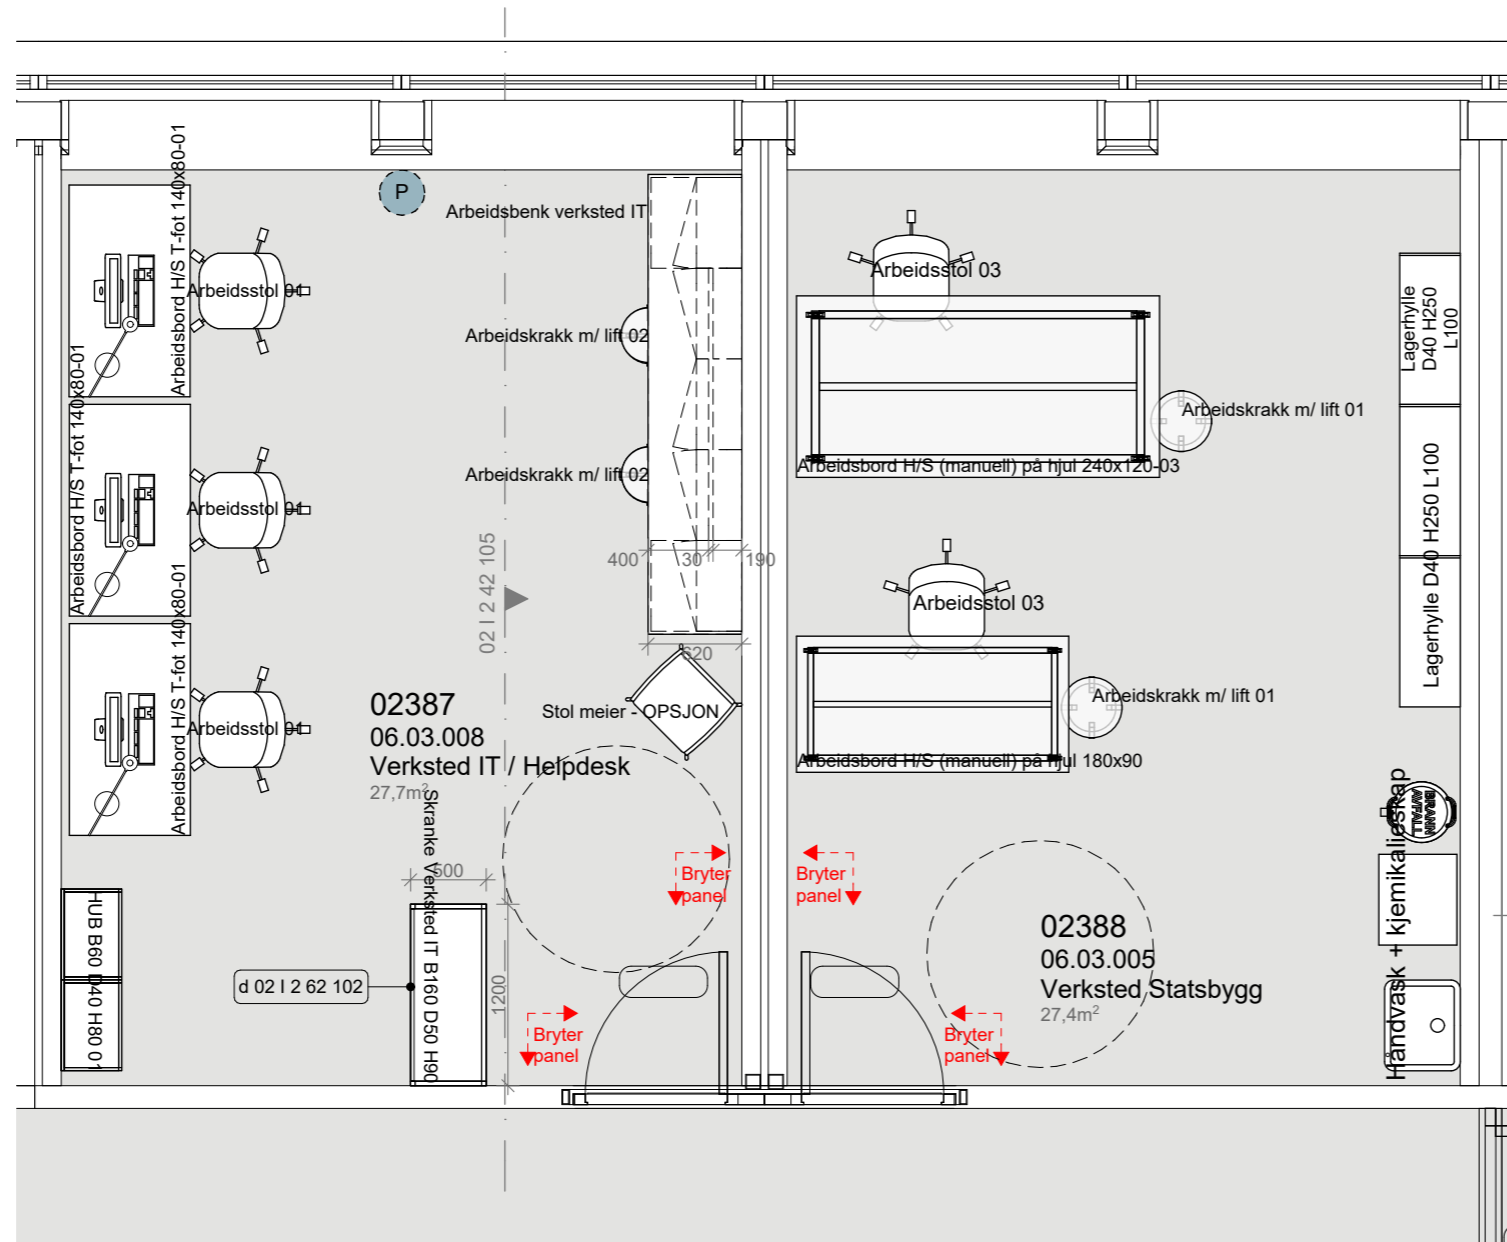 P
Arbeidsbenk verksted IT
Arbeidsbord H/S T-fot 140x80-01
Arbeidsstol 01
Arbeidskrakk m/ lift 02
Arbeidsbord H/S T-fot 140x80-01
Arbeidsstol 01
Arbeidskrakk m/ lift 02
Arbeidsbord H/S T-fot 140x80-01
Arbeidsstol 01
02 I 2 42 105
400
30
190
620
Stol meier - OPSJON
02387
06.03.008
Verksted IT / Helpdesk
27,7m²
Skranke Verksted IT B160 D50 H90
500
1200
HUB B60 D40 H80 01
d 02 I 2 62 102
Bryter
panel
Bryter
panel
Arbeidsstol 03
Arbeidskrakk m/ lift 01
Arbeidsbord H/S (manuell) på hjul 240x120-03
Arbeidsstol 03
Arbeidskrakk m/ lift 01
Arbeidsbord H/S (manuell) på hjul 180x90
Lagerhylle
D40 H250
L100
Lagerhylle D40 H250 L100
Bryter
panel
Bryter
panel
02388
06.03.005
Verksted Statsbygg
27,4m²
BRANN
AVFALL
Håndvask + kjemikalieskap